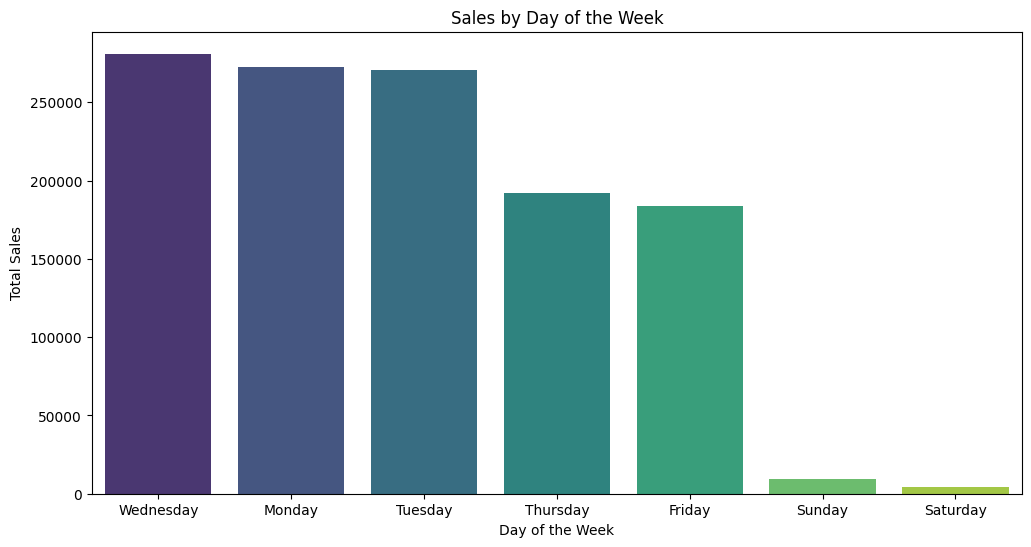 Sales by Day of the Week
Total Sales
250000
200000
150000
100000
50000
0
Wednesday Monday Tuesday Thursday Friday Sunday Saturday
Day of the Week